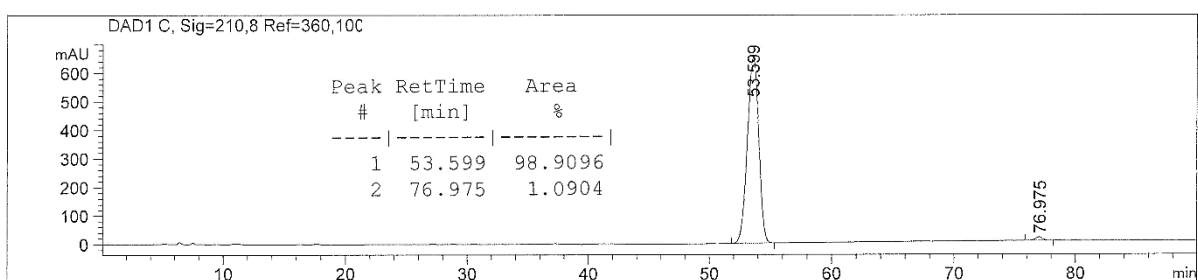 DAD1 C, Sig=210,8 Ref=360,100
mAU
600
500
400
300
200
100
0
Peak RetTime Area
# [min] %
----|-------|--------|
1 53.599 98.9096
2 76.975 1.0904
53.599
76.975
10 20 30 40 50 60 70 80 min